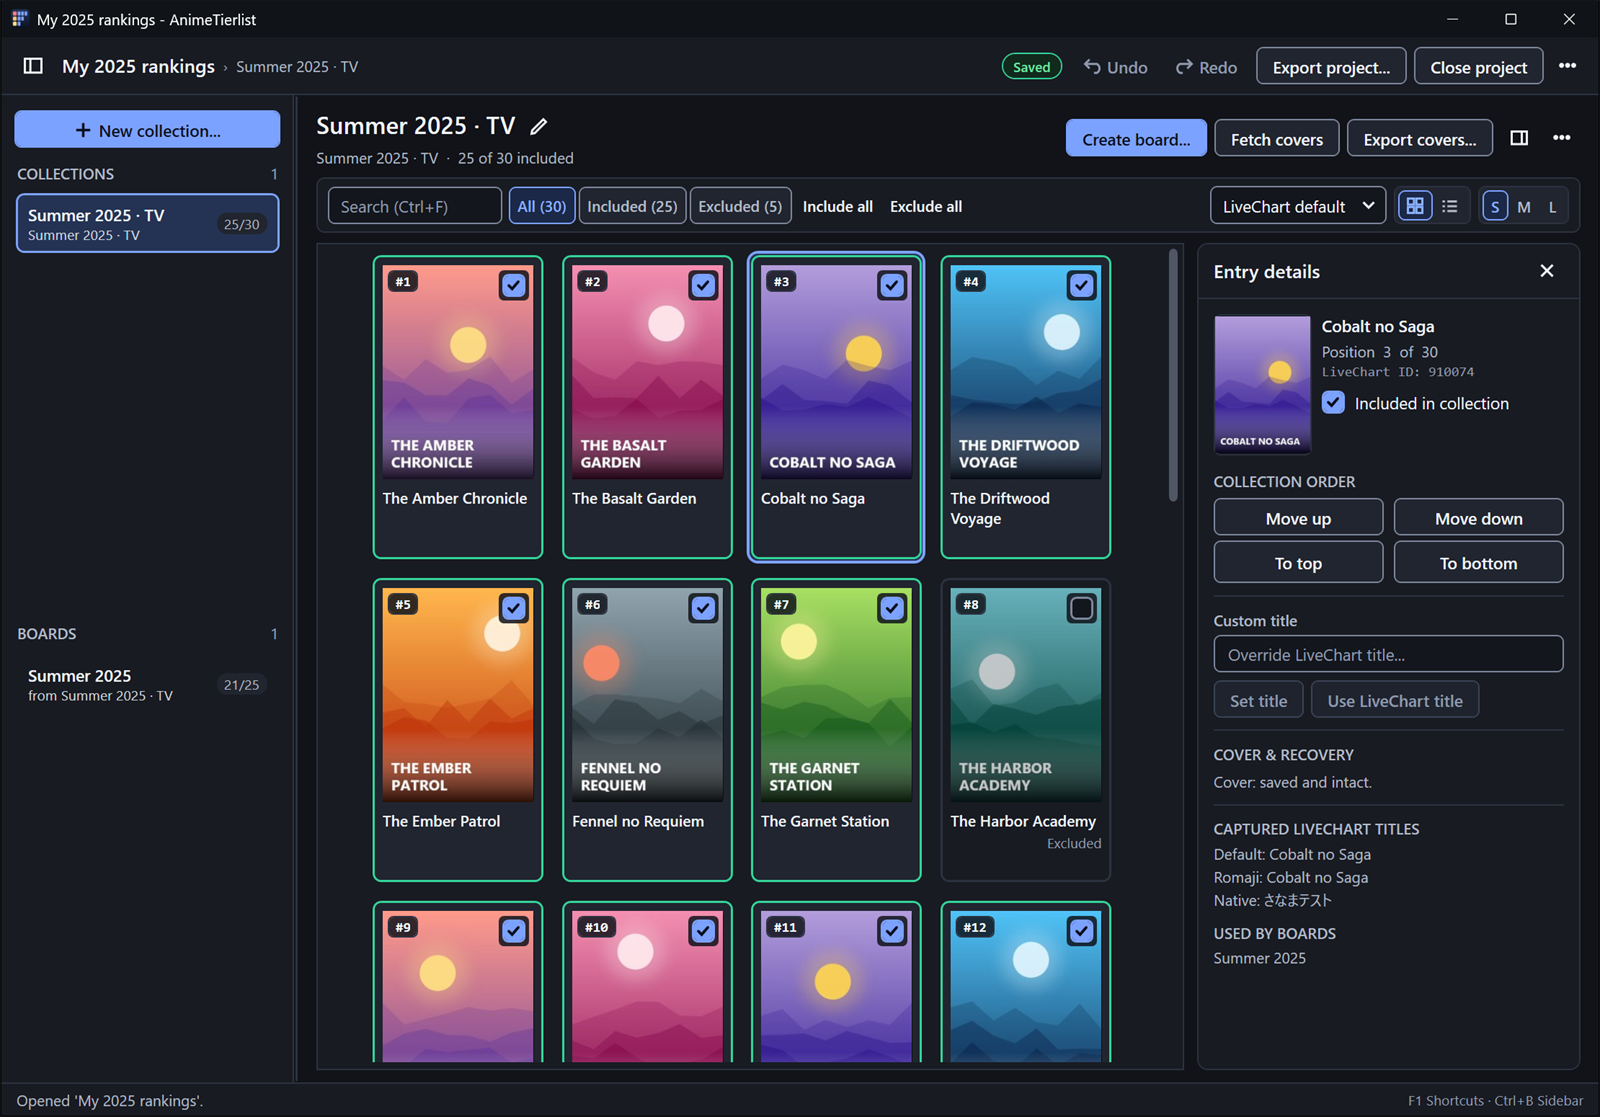 My 2025 rankings - AnimeTierlist
My 2025 rankings › Summer 2025 · TV
Saved
Undo
Redo
Export project...
Close project
+ New collection...
COLLECTIONS 1
Summer 2025 · TV
Summer 2025 · TV
25/30
BOARDS 1
Summer 2025
from Summer 2025 · TV
21/25
Summer 2025 · TV
Summer 2025 · TV · 25 of 30 included
Create board...
Fetch covers
Export covers...
Search (Ctrl+F)
All (30)
Included (25)
Excluded (5)
Include all
Exclude all
LiveChart default
S M L
#1
THE AMBER
CHRONICLE
The Amber Chronicle
#2
THE BASALT
GARDEN
The Basalt Garden
#3
COBALT NO SAGA
Cobalt no Saga
#4
THE DRIFTWOOD
VOYAGE
The Driftwood
Voyage
#5
THE EMBER
PATROL
The Ember Patrol
#6
FENNEL NO
REQUIEM
Fennel no Requiem
#7
THE GARNET
STATION
The Garnet Station
#8
THE HARBOR
ACADEMY
The Harbor Academy
Excluded
#9
#10
#11
#12
Entry details
COBALT NO SAGA
Cobalt no Saga
Position 3 of 30
LiveChart ID: 910074
Included in collection
COLLECTION ORDER
Move up
Move down
To top
To bottom
Custom title
Override LiveChart title...
Set title
Use LiveChart title
COVER & RECOVERY
Cover: saved and intact.
CAPTURED LIVECHART TITLES
Default: Cobalt no Saga
Romaji: Cobalt no Saga
Native: さなまテスト
USED BY BOARDS
Summer 2025
Opened 'My 2025 rankings'.
F1 Shortcuts · Ctrl+B Sidebar